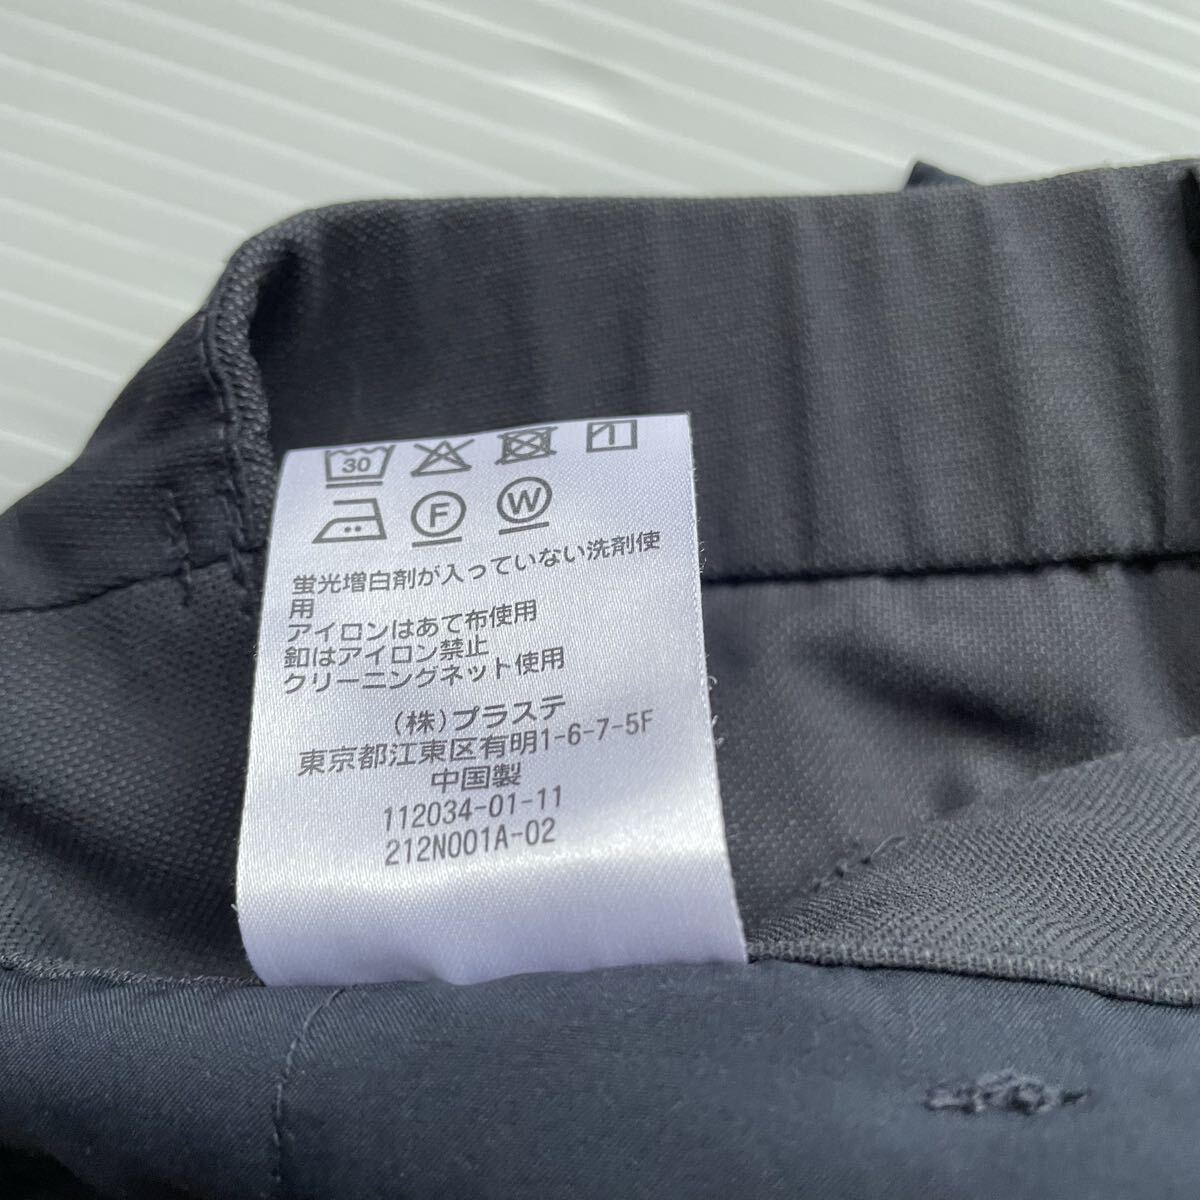 30
F W
蛍光増白剤が入っていない洗剤使
用
アイロンはあて布使用
釦はアイロン禁止
クリーニングネット使用
(株)プラステ
東京都江東区有明1-6-7-5F
中国製
112034-01-11
212N001A-02